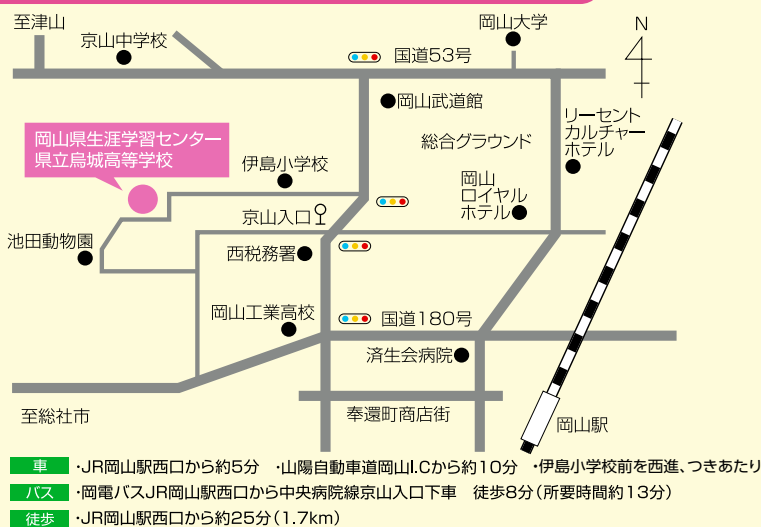 至津山
京山中学校
国道53号
岡山大学
N
岡山武道館
総合グラウンド
リーセント
カルチャー
ホテル
岡山県生涯学習センター
県立烏城高等学校
伊島小学校
岡山
ロイヤル
ホテル
京山入口
池田動物園
西税務署
岡山工業高校
国道180号
済生会病院
至総社市
奉還町商店街
岡山駅
車 ・JR岡山駅西口から約5分 ・山陽自動車道岡山I.Cから約10分 ・伊島小学校前を西進、つきあたり
バス ・岡電バスJR岡山駅西口から中央病院線京山入口下車 徒歩8分(所要時間約13分)
徒歩 ・JR岡山駅西口から約25分(1.7km)